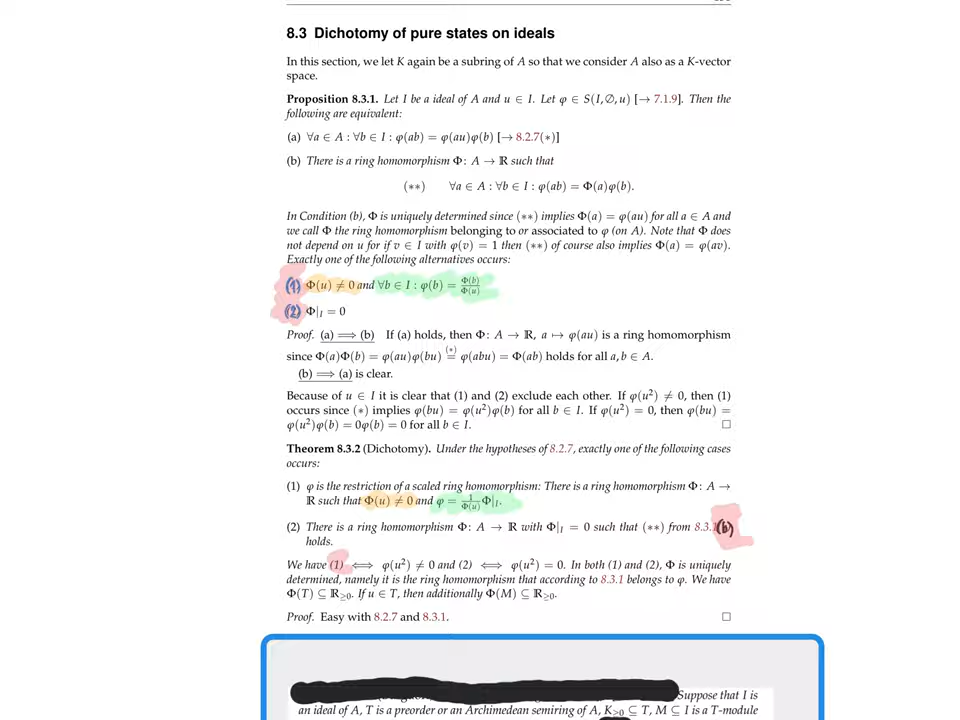 8.3 Dichotomy of pure states on ideals
In this section, we let K again be a subring of A so that we consider A also as a K-vector
space.
Proposition 8.3.1. Let I be a ideal of A and u ∈ I. Let φ ∈ S(I, ∅, u) [→ 7.1.9]. Then the
following are equivalent:
(a) ∀a ∈ A : ∀b ∈ I : φ(ab) = φ(au)φ(b) [→ 8.2.7(∗)]
(b) There is a ring homomorphism Φ: A → ℝ such that
(∗∗) ∀a ∈ A : ∀b ∈ I : φ(ab) = Φ(a)φ(b).
In Condition (b), Φ is uniquely determined since (∗∗) implies Φ(a) = φ(au) for all a ∈ A and
we call Φ the ring homomorphism belonging to or associated to φ (on A). Note that Φ does
not depend on u for if v ∈ I with φ(v) = 1 then (∗∗) of course also implies Φ(a) = φ(av).
Exactly one of the following alternatives occurs:
(1) Φ(u) ≠ 0 and ∀b ∈ I : φ(b) = Φ(b)/Φ(u)
(2) Φ|_I = 0
Proof. (a) ⟹ (b) If (a) holds, then Φ: A → ℝ, a ↦ φ(au) is a ring homomorphism
since Φ(a)Φ(b) = φ(au)φ(bu) (∗)= φ(abu) = Φ(ab) holds for all a, b ∈ A.
(b) ⟹ (a) is clear.
Because of u ∈ I it is clear that (1) and (2) exclude each other. If φ(u²) ≠ 0, then (1)
occurs since (∗) implies φ(bu) = φ(u²)φ(b) for all b ∈ I. If φ(u²) = 0, then φ(bu) =
φ(u²)φ(b) = 0φ(b) = 0 for all b ∈ I. □
Theorem 8.3.2 (Dichotomy). Under the hypotheses of 8.2.7, exactly one of the following cases
occurs:
(1) φ is the restriction of a scaled ring homomorphism: There is a ring homomorphism Φ: A →
ℝ such that Φ(u) ≠ 0 and φ = 1/Φ(u) Φ|_I.
(2) There is a ring homomorphism Φ: A → ℝ with Φ|_I = 0 such that (∗∗) from 8.3.1(b)
holds.
We have (1) ⟺ φ(u²) ≠ 0 and (2) ⟺ φ(u²) = 0. In both (1) and (2), Φ is uniquely
determined, namely it is the ring homomorphism that according to 8.3.1 belongs to φ. We have
Φ(T) ⊆ ℝ≥0. If u ∈ T, then additionally Φ(M) ⊆ ℝ≥0.
Proof. Easy with 8.2.7 and 8.3.1. □
Suppose that I is
an ideal of A, T is a preorder or an Archimedean semiring of A, K>0 ⊆ T, M ⊆ I is a T-module